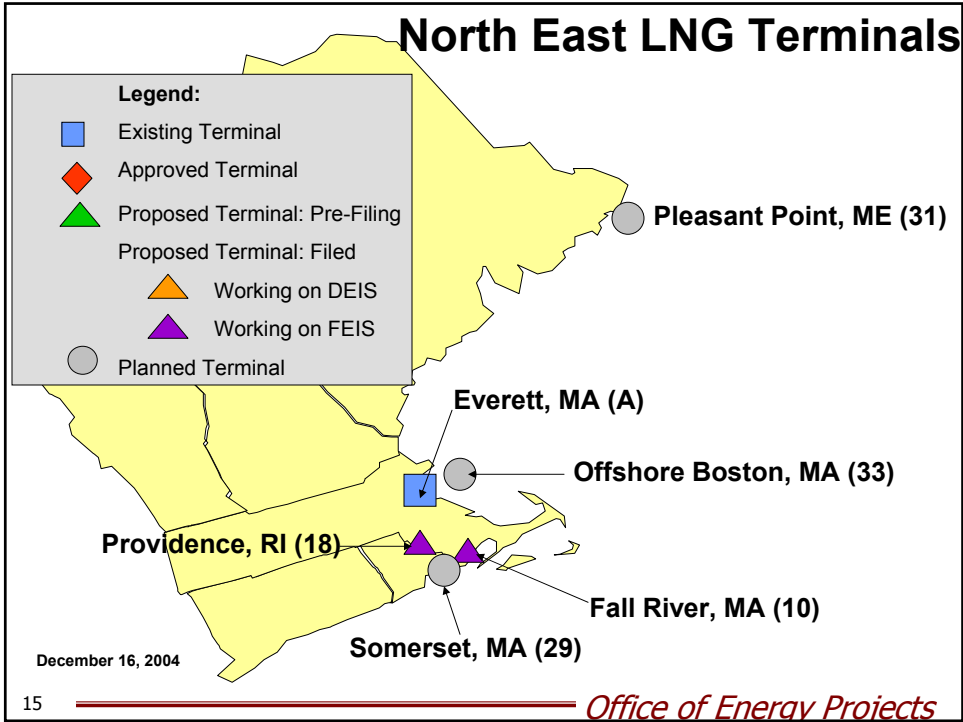 North East LNG Terminals
Legend:
Existing Terminal
Approved Terminal
Proposed Terminal: Pre-Filing
Proposed Terminal: Filed
Working on DEIS
Working on FEIS
Planned Terminal
Pleasant Point, ME (31)
Everett, MA (A)
Offshore Boston, MA (33)
Providence, RI (18)
Fall River, MA (10)
Somerset, MA (29)
December 16, 2004
15
Office of Energy Projects